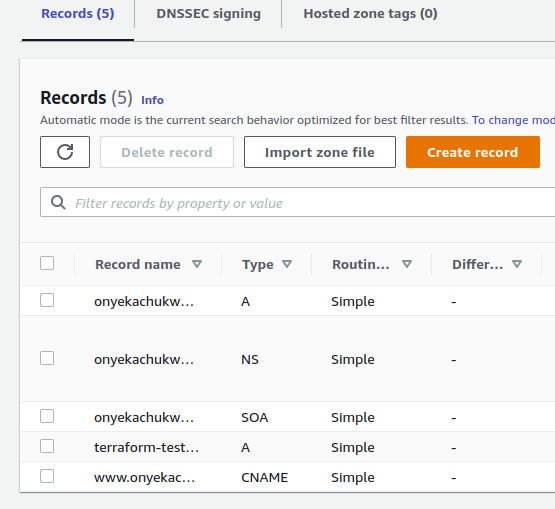 Records (5) DNSSEC signing Hosted zone tags (0)
Records (5) Info
Automatic mode is the current search behavior optimized for best filter results. To change mod
Delete record Import zone file Create record
Filter records by property or value
Record name Type Routin... Differ...
onyekachukw... A Simple -
onyekachukw... NS Simple -
onyekachukw... SOA Simple -
terraform-test... A Simple -
www.onyekac... CNAME Simple -